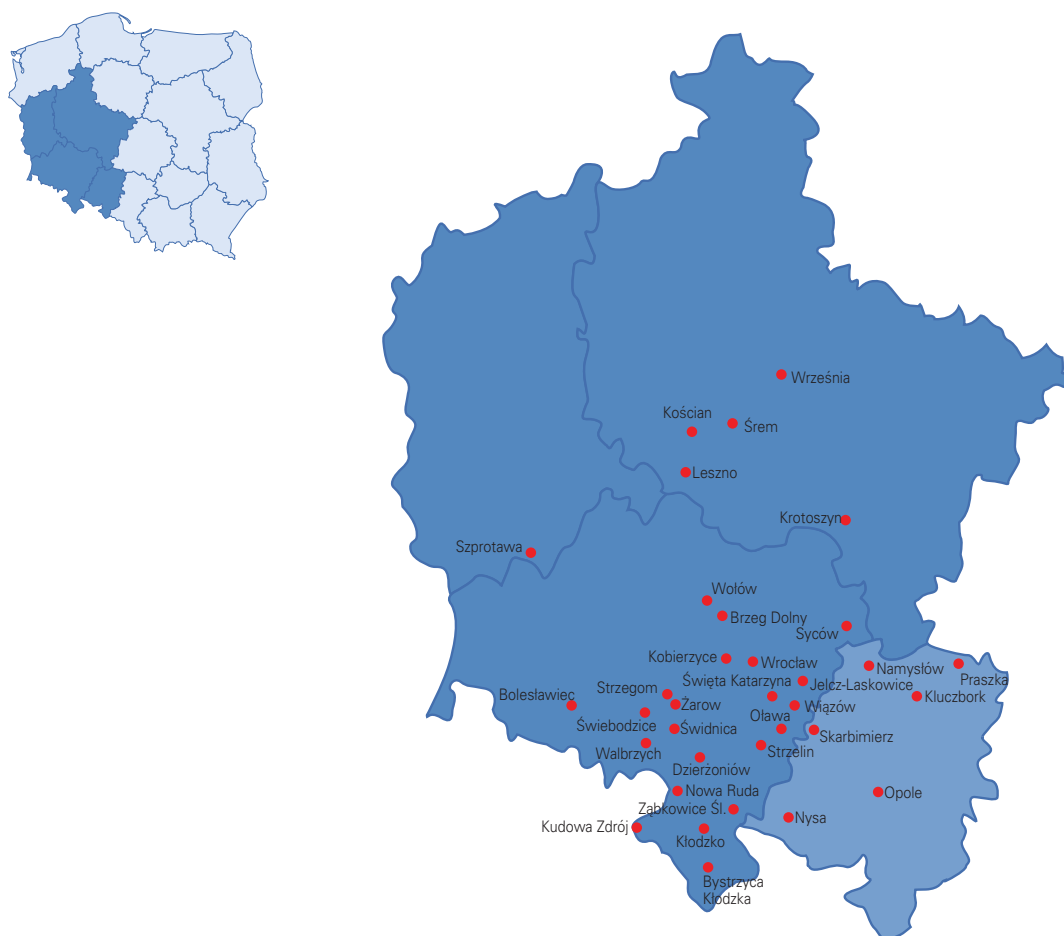 Września
Kościan
Śrem
Leszno
Krotoszyn
Szprotawa
Wołów
Brzeg Dolny
Syców
Kobierzyce
Wrocław
Namysłów
Praszka
Święta Katarzyna
Jelcz-Laskowice
Strzegom
Bolesławiec
Kluczbork
Żarow
Wiązów
Oława
Świebodzice
Świdnica
Skarbimierz
Walbrzych
Strzelin
Dzierżoniów
Nowa Ruda
Opole
Ząbkowice Śl.
Nysa
Kudowa Zdrój
Kłodzko
Bystrzyca
Kłodzka